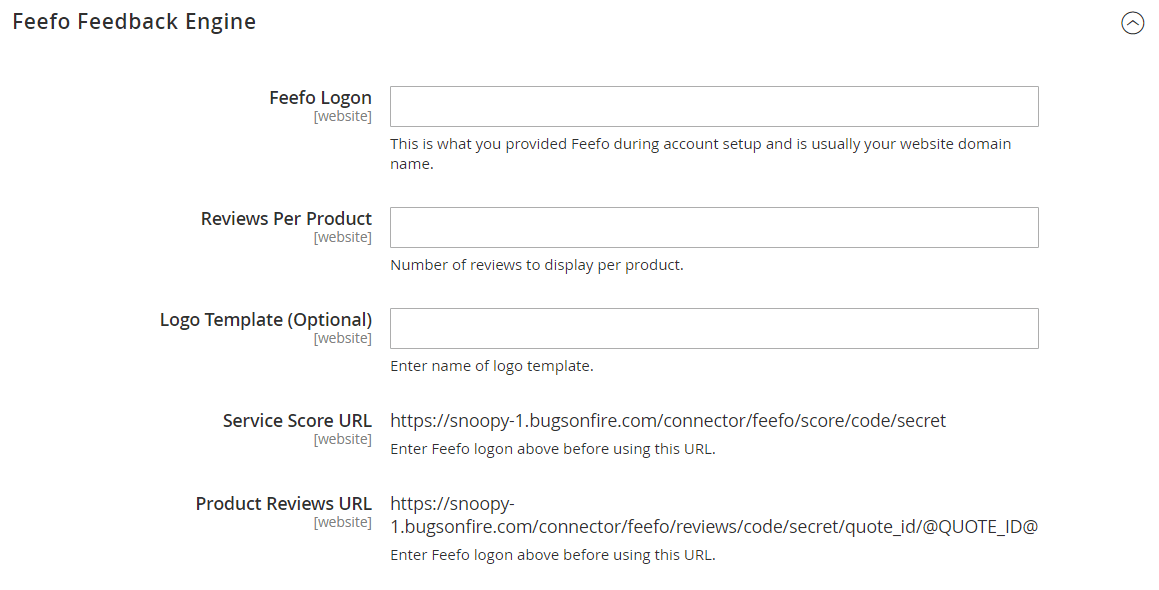 Feefo Feedback Engine
Feefo Logon
[website]
This is what you provided Feefo during account setup and is usually your website domain
name.
Reviews Per Product
[website]
Number of reviews to display per product.
Logo Template (Optional)
[website]
Enter name of logo template.
Service Score URL
[website]
https://snoopy-1.bugsonfire.com/connector/feefo/score/code/secret
Enter Feefo logon above before using this URL.
Product Reviews URL
[website]
https://snoopy-
1.bugsonfire.com/connector/feefo/reviews/code/secret/quote_id/@QUOTE_ID@
Enter Feefo logon above before using this URL.